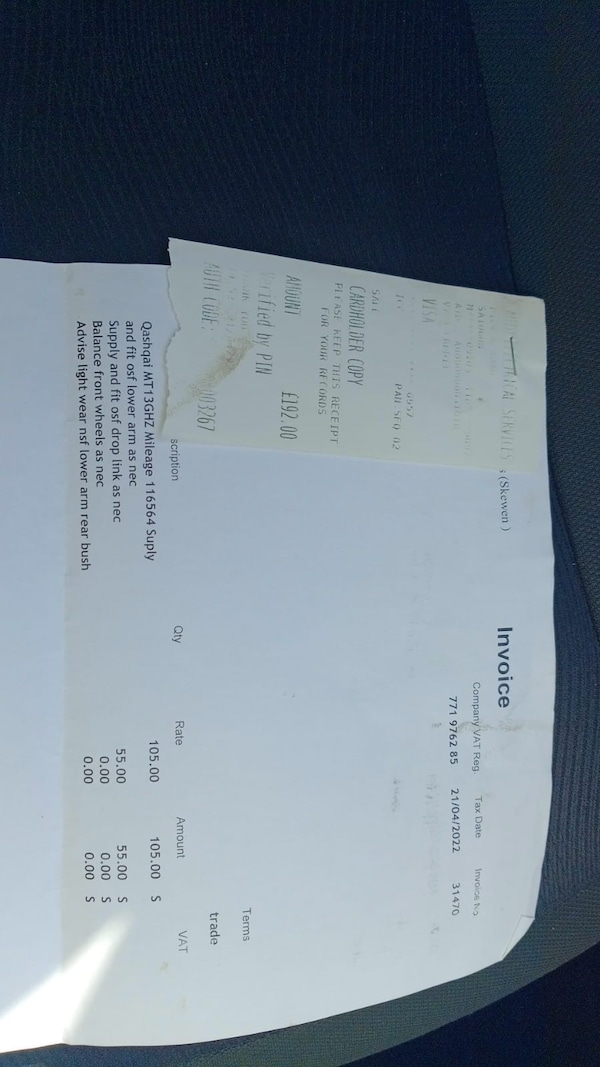 (Skewen)
Invoice
Company VAT Reg Tax Date Invoice No
771 9762 85 21/04/2022 31470
Terms
trade
scription Qty Rate Amount VAT
Qashqai MT13GHZ Mileage 116564 Suply 105.00 105.00 S
and fit osf lower arm as nec
Supply and fit osf drop link as nec 55.00 55.00 S
Balance front wheels as nec 0.00 0.00 S
Advise light wear nsf lower arm rear bush 0.00 0.00 S
SERVICES
VISA
0957
PAN SEQ 02
SALE
CARDHOLDER COPY
PLEASE KEEP THIS RECEIPT
FOR YOUR RECORDS
AMOUNT £192.00
Verified by PIN
AUTH CODE: